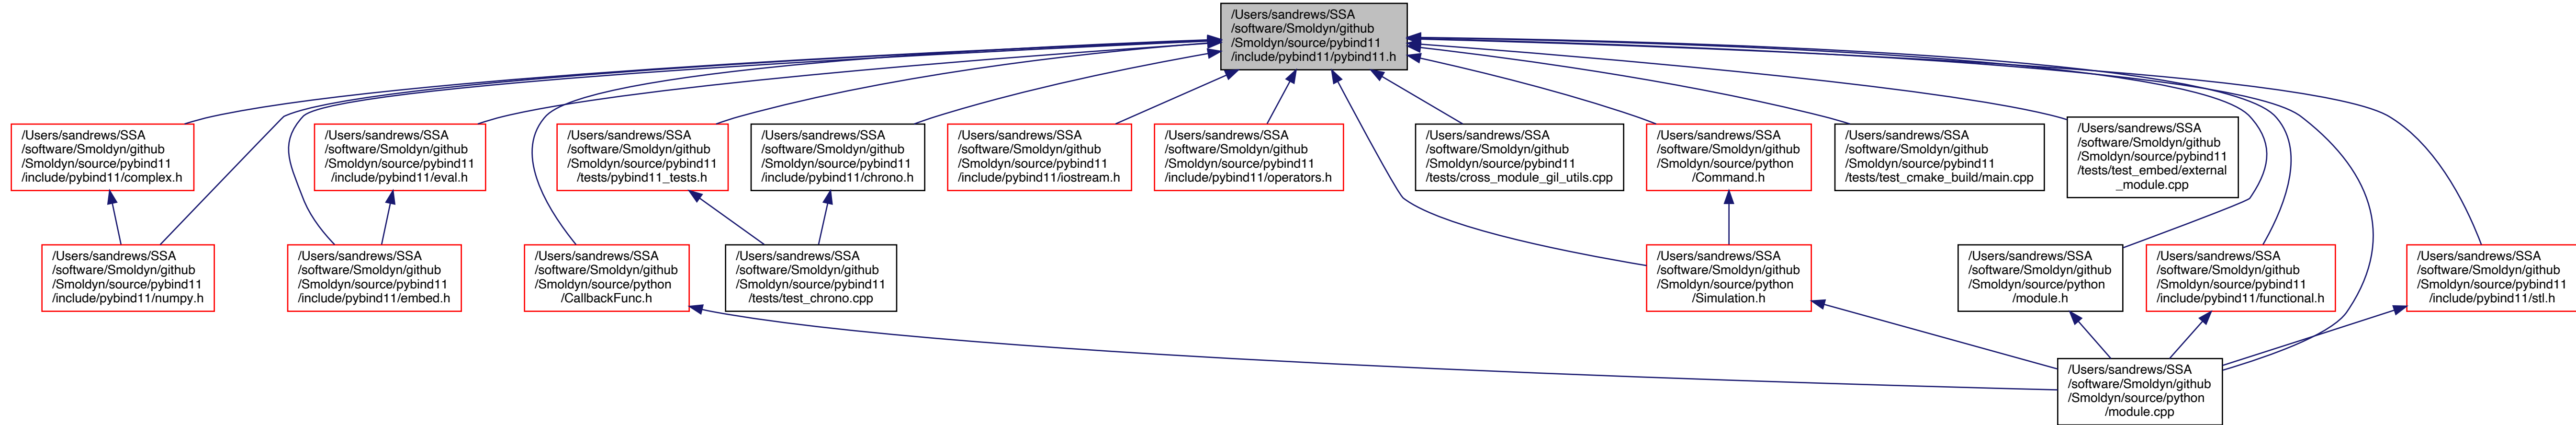 /Users/sandrews/SSA
/software/Smoldyn/github
/Smoldyn/source/pybind11
/include/pybind11/pybind11.h
/Users/sandrews/SSA
/software/Smoldyn/github
/Smoldyn/source/pybind11
/include/pybind11/complex.h
/Users/sandrews/SSA
/software/Smoldyn/github
/Smoldyn/source/pybind11
/include/pybind11/eval.h
/Users/sandrews/SSA
/software/Smoldyn/github
/Smoldyn/source/pybind11
/tests/pybind11_tests.h
/Users/sandrews/SSA
/software/Smoldyn/github
/Smoldyn/source/pybind11
/include/pybind11/chrono.h
/Users/sandrews/SSA
/software/Smoldyn/github
/Smoldyn/source/pybind11
/include/pybind11/iostream.h
/Users/sandrews/SSA
/software/Smoldyn/github
/Smoldyn/source/pybind11
/include/pybind11/operators.h
/Users/sandrews/SSA
/software/Smoldyn/github
/Smoldyn/source/pybind11
/tests/cross_module_gil_utils.cpp
/Users/sandrews/SSA
/software/Smoldyn/github
/Smoldyn/source/python
/Command.h
/Users/sandrews/SSA
/software/Smoldyn/github
/Smoldyn/source/pybind11
/tests/test_cmake_build/main.cpp
/Users/sandrews/SSA
/software/Smoldyn/github
/Smoldyn/source/pybind11
/tests/test_embed/external
_module.cpp
/Users/sandrews/SSA
/software/Smoldyn/github
/Smoldyn/source/pybind11
/include/pybind11/numpy.h
/Users/sandrews/SSA
/software/Smoldyn/github
/Smoldyn/source/pybind11
/include/pybind11/embed.h
/Users/sandrews/SSA
/software/Smoldyn/github
/Smoldyn/source/python
/CallbackFunc.h
/Users/sandrews/SSA
/software/Smoldyn/github
/Smoldyn/source/pybind11
/tests/test_chrono.cpp
/Users/sandrews/SSA
/software/Smoldyn/github
/Smoldyn/source/python
/Simulation.h
/Users/sandrews/SSA
/software/Smoldyn/github
/Smoldyn/source/python
/module.h
/Users/sandrews/SSA
/software/Smoldyn/github
/Smoldyn/source/pybind11
/include/pybind11/functional.h
/Users/sandrews/SSA
/software/Smoldyn/github
/Smoldyn/source/pybind11
/include/pybind11/stl.h
/Users/sandrews/SSA
/software/Smoldyn/github
/Smoldyn/source/python
/module.cpp